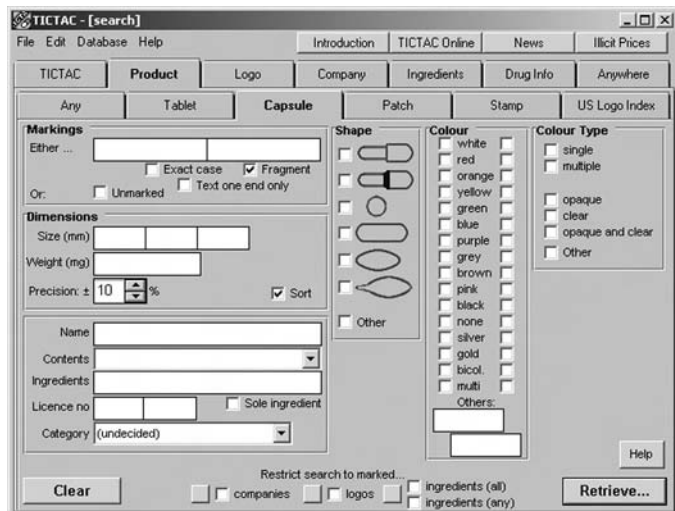 TICTAC - [search]
File Edit Database Help
Introduction TICTAC Online News Illicit Prices
TICTAC Product Logo Company Ingredients Drug Info Anywhere
Any Tablet Capsule Patch Stamp US Logo Index
Markings
Either ...
Exact case Fragment
Or: Unmarked Text one end only
Dimensions
Size (mm)
Weight (mg)
Precision: ± 10 %
Sort
Name
Contents
Ingredients
Licence no
Sole ingredient
Category (undecided)
Shape
Other
Colour
white
red
orange
yellow
green
blue
purple
grey
brown
pink
black
none
silver
gold
bicol.
multi
Others:
Colour Type
single
multiple
opaque
clear
opaque and clear
Other
Help
Clear
Restrict search to marked...
companies logos
ingredients (all)
ingredients (any)
Retrieve...